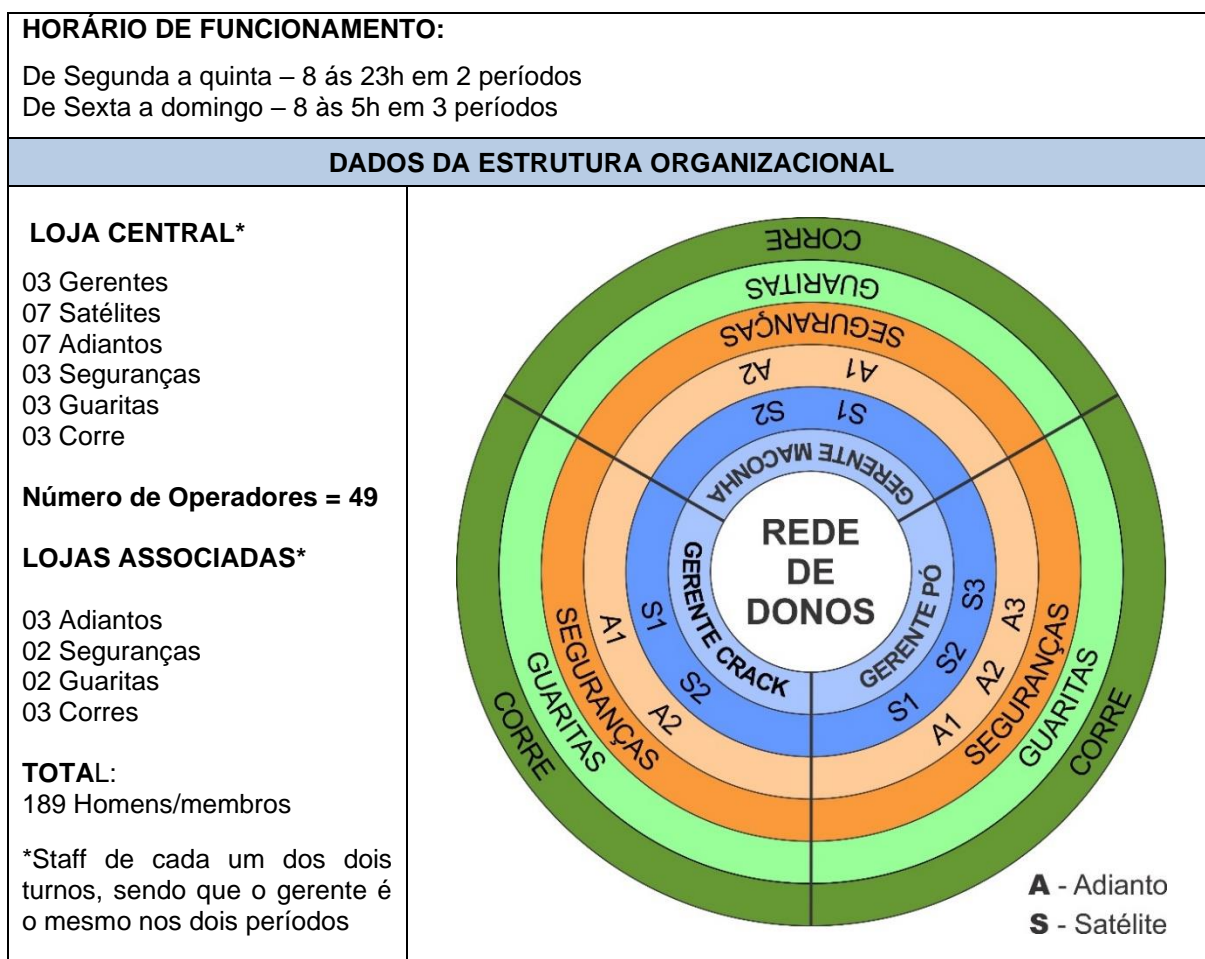 HORÁRIO DE FUNCIONAMENTO:
De Segunda a quinta – 8 ás 23h em 2 períodos
De Sexta a domingo – 8 às 5h em 3 períodos
DADOS DA ESTRUTURA ORGANIZACIONAL
LOJA CENTRAL*
03 Gerentes
07 Satélites
07 Adiantos
03 Seguranças
03 Guaritas
03 Corre
Número de Operadores = 49
LOJAS ASSOCIADAS*
03 Adiantos
02 Seguranças
02 Guaritas
03 Corres
TOTAL:
189 Homens/membros
*Staff de cada um dos dois
turnos, sendo que o gerente é
o mesmo nos dois períodos
CORRE
GUARITAS
SEGURANÇAS
A2
A1
S2
S1
GERENTE MACONHA
REDE
DE
DONOS
GERENTE CRACK
S1
S2
A1
A2
SEGURANÇAS
GUARITAS
CORRE
GERENTE PÓ
S1
S2
S3
A1
A2
A3
SEGURANÇAS
GUARITAS
CORRE
A - Adianto
S - Satélite